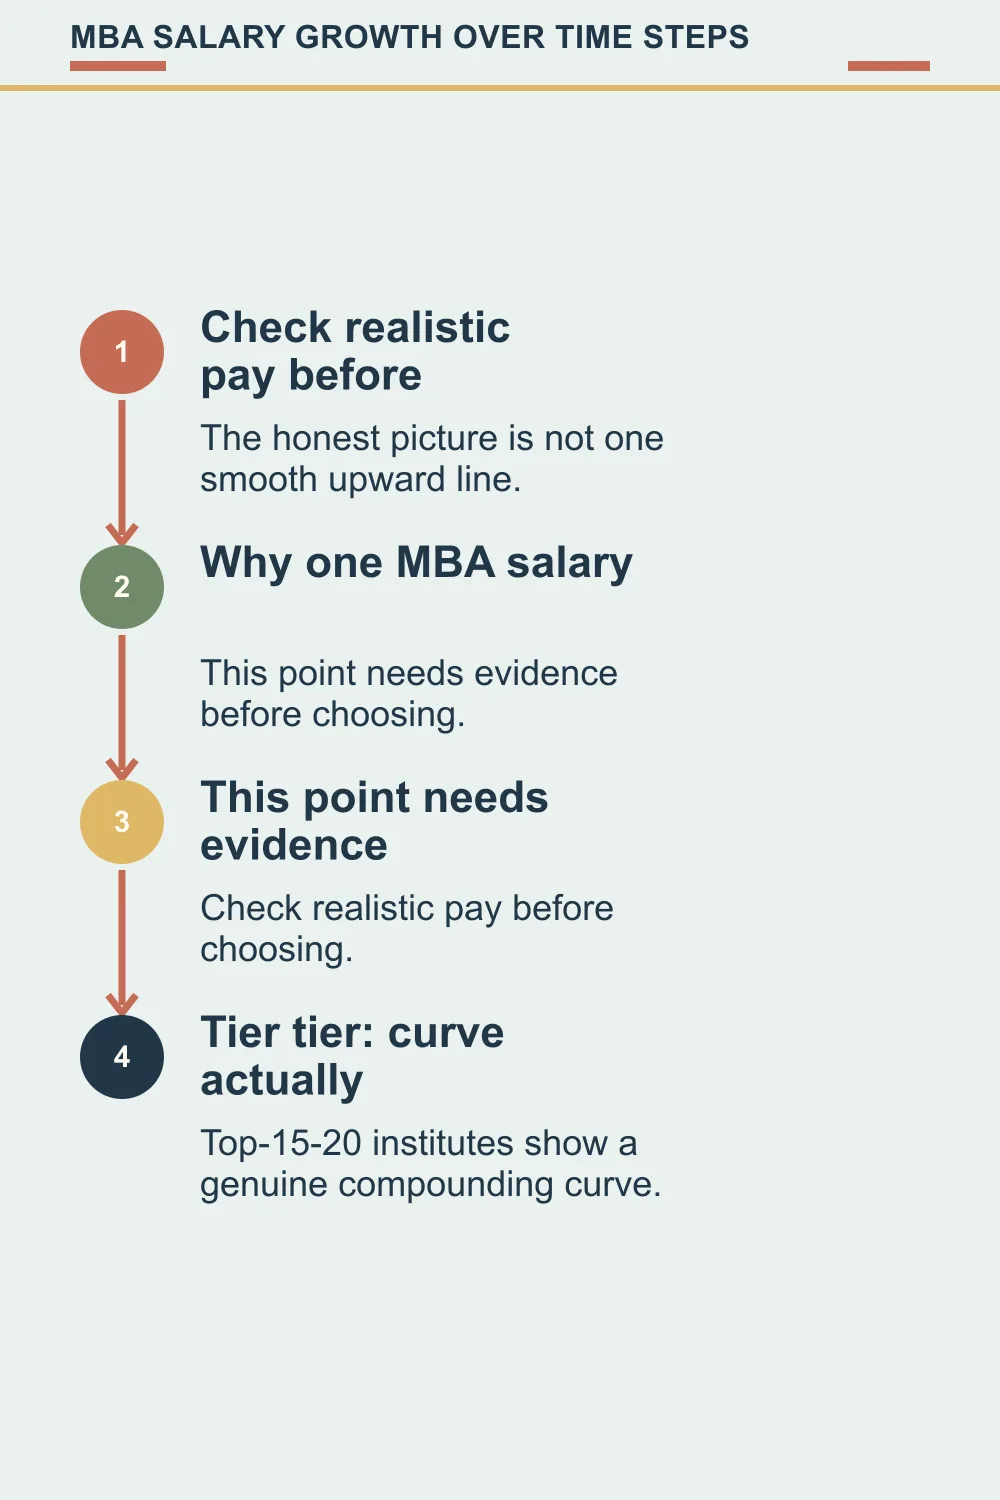 MBA SALARY GROWTH OVER TIME STEPS
1
Check realistic
pay before
The honest picture is not one
smooth upward line.
2
Why one MBA salary
This point needs evidence
before choosing.
3
This point needs
evidence
Check realistic pay before
choosing.
4
Tier tier: curve
actually
Top-15-20 institutes show a
genuine compounding curve.